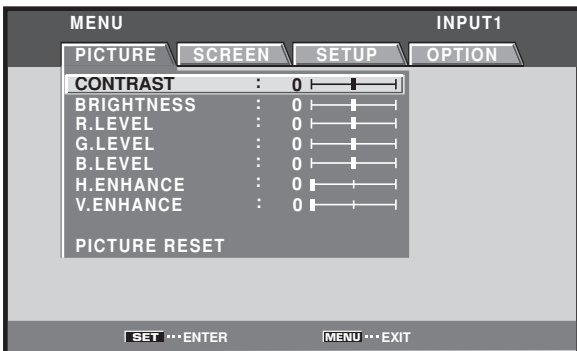 MENU INPUT1
PICTURE SCREEN SETUP OPTION
CONTRAST : 0
BRIGHTNESS : 0
R.LEVEL : 0
G.LEVEL : 0
B.LEVEL : 0
H.ENHANCE : 0
V.ENHANCE : 0
PICTURE RESET
SET ··· ENTER MENU ··· EXIT